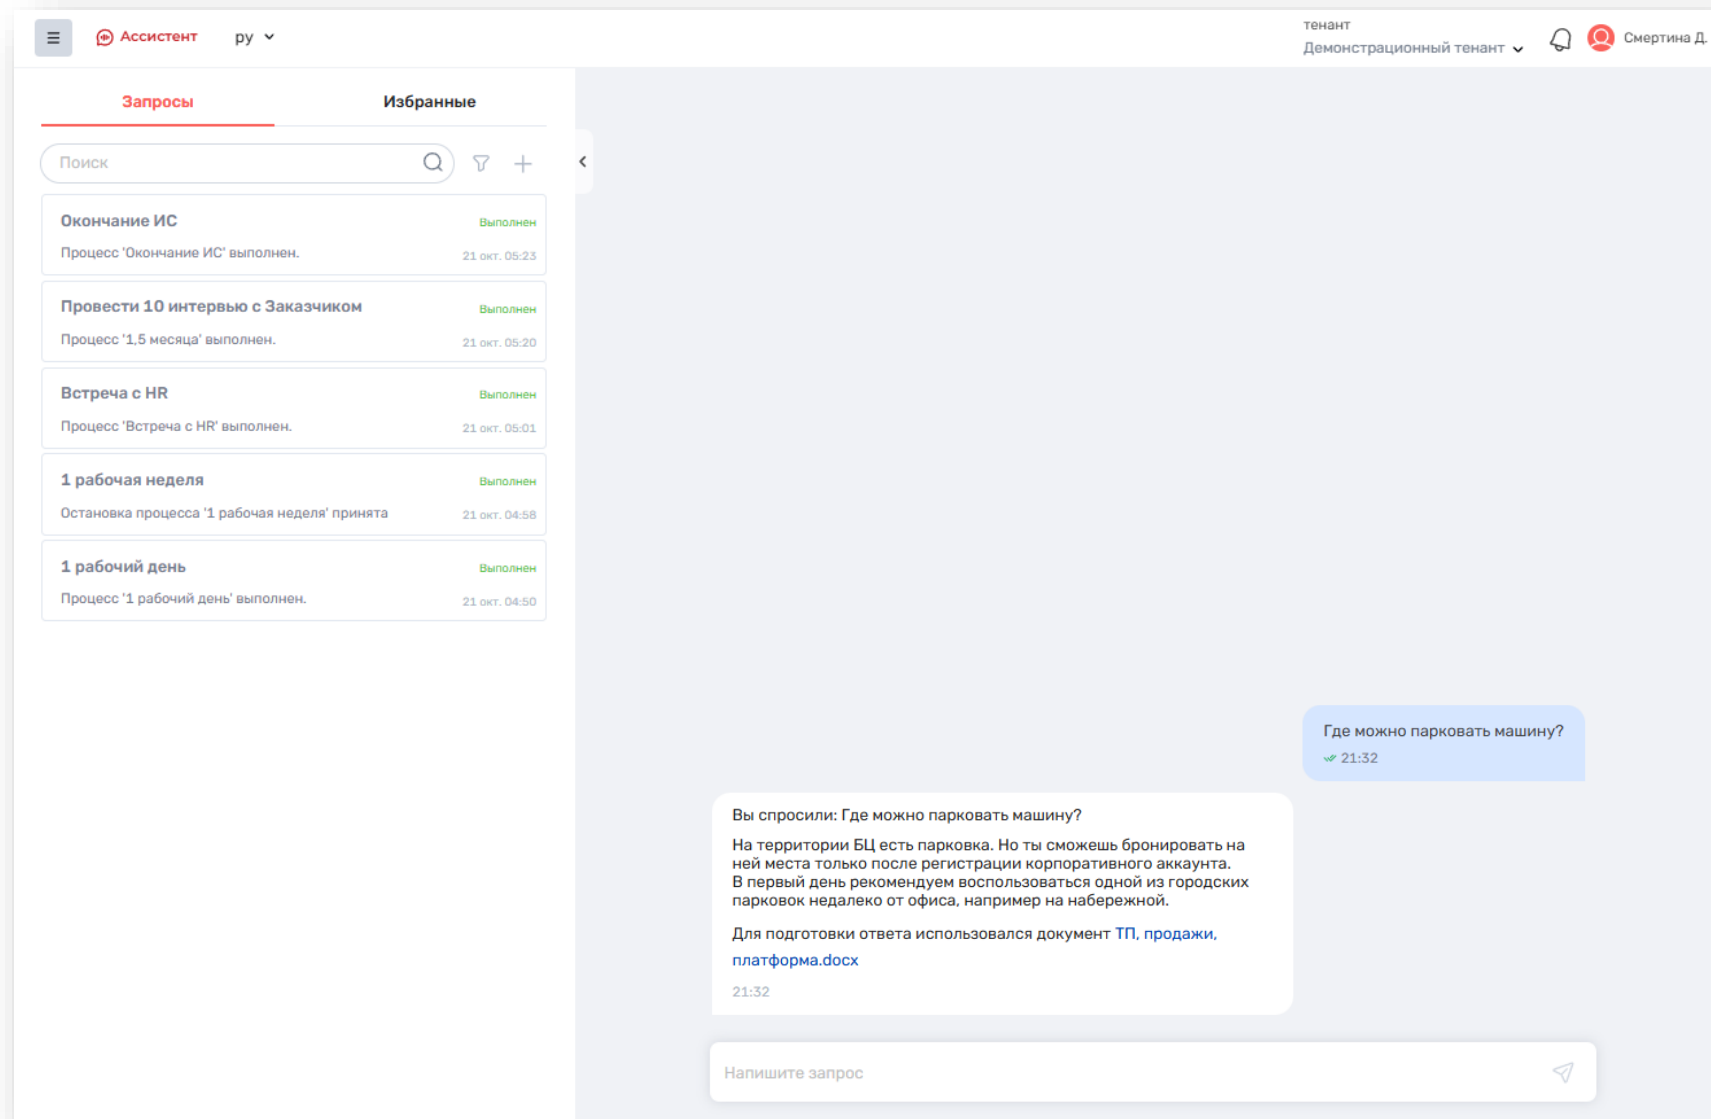 Ассистент
ру
тенант
Демонстрационный тенант
Смертина Д.
Запросы
Избранные
Поиск
Окончание ИС
Выполнен
Процесс 'Окончание ИС' выполнен.
21 окт. 05:23
Провести 10 интервью с Заказчиком
Выполнен
Процесс '1,5 месяца' выполнен.
21 окт. 05:20
Встреча с HR
Выполнен
Процесс 'Встреча с HR' выполнен.
21 окт. 05:01
1 рабочая неделя
Выполнен
Остановка процесса '1 рабочая неделя' принята
21 окт. 04:58
1 рабочий день
Выполнен
Процесс '1 рабочий день' выполнен.
21 окт. 04:50
Где можно парковать машину?
21:32
Вы спросили: Где можно парковать машину?
На территории БЦ есть парковка. Но ты сможешь бронировать на
ней места только после регистрации корпоративного аккаунта.
В первый день рекомендуем воспользоваться одной из городских
парковок недалеко от офиса, например на набережной.
Для подготовки ответа использовался документ ТП, продажи,
платформа.docx
21:32
Напишите запрос